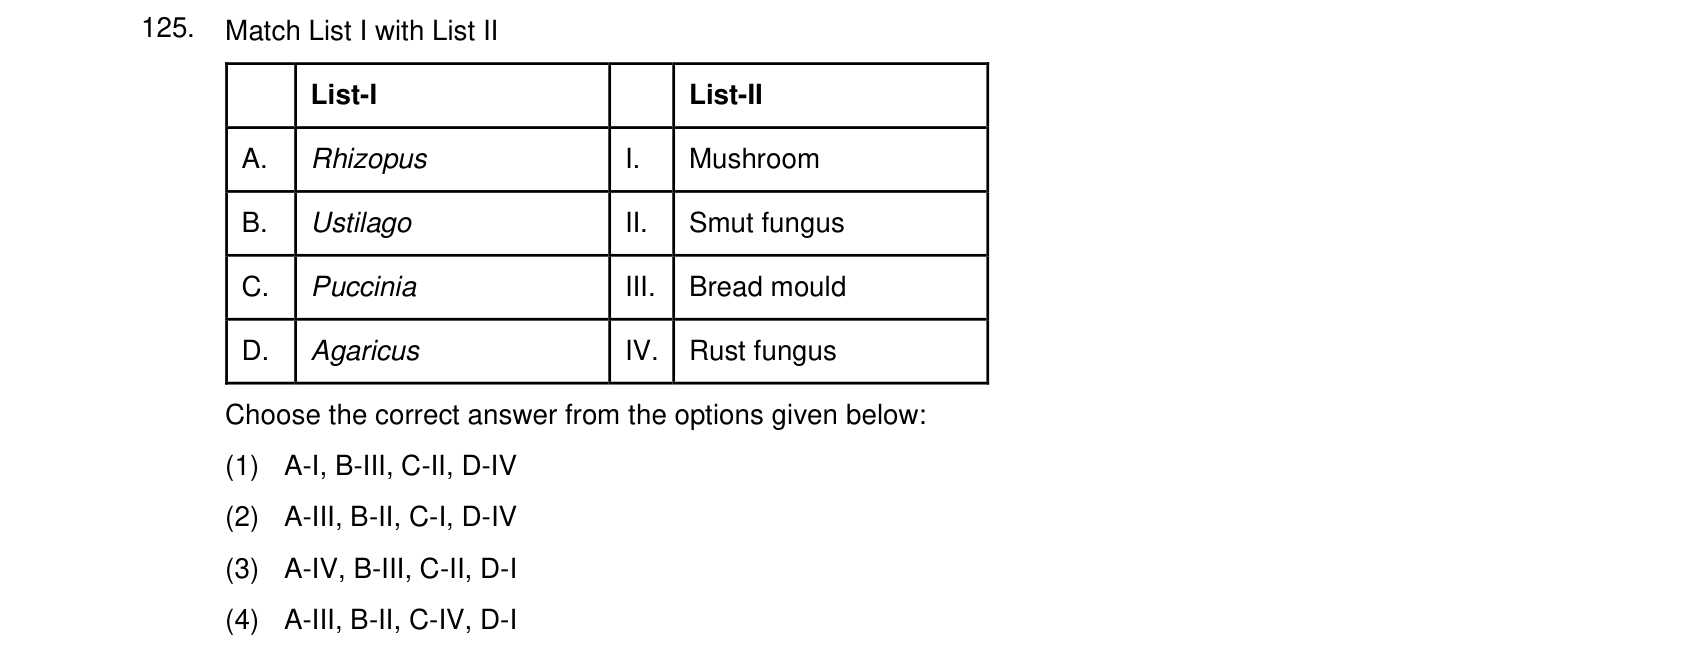 125. Match List I with List II
List-I List-II
A. Rhizopus I. Mushroom
B. Ustilago II. Smut fungus
C. Puccinia III. Bread mould
D. Agaricus IV. Rust fungus
Choose the correct answer from the options given below:
(1) A-I, B-III, C-II, D-IV
(2) A-III, B-II, C-I, D-IV
(3) A-IV, B-III, C-II, D-I
(4) A-III, B-II, C-IV, D-I